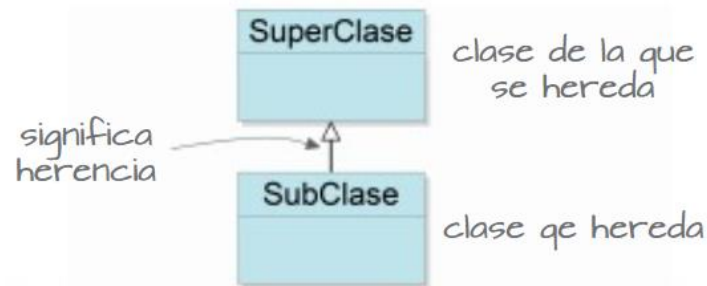 SuperClase
clase de la que
se hereda
significa
herencia
SubClase
clase qe hereda